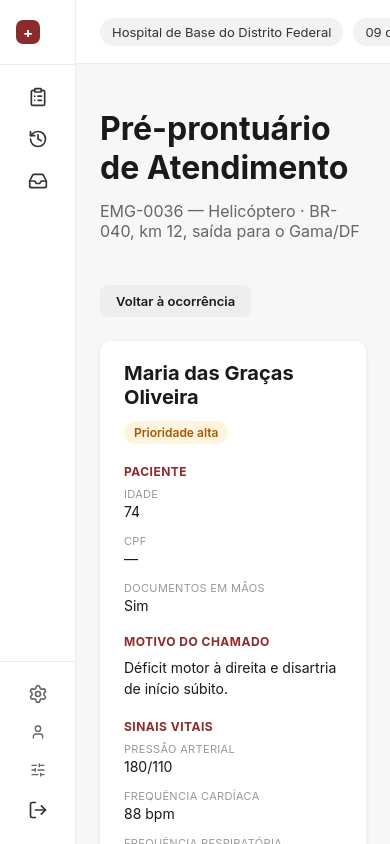 Hospital de Base do Distrito Federal
09 d
Pré-prontuário
de Atendimento
EMG-0036 — Helicóptero · BR-
040, km 12, saída para o Gama/DF
Voltar à ocorrência
Maria das Graças
Oliveira
Prioridade alta
PACIENTE
IDADE
74
CPF
—
DOCUMENTOS EM MÃOS
Sim
MOTIVO DO CHAMADO
Déficit motor à direita e disartria
de início súbito.
SINAIS VITAIS
PRESSÃO ARTERIAL
180/110
FREQUÊNCIA CARDÍACA
88 bpm
FREQUÊNCIA RESPIRATÓRIA